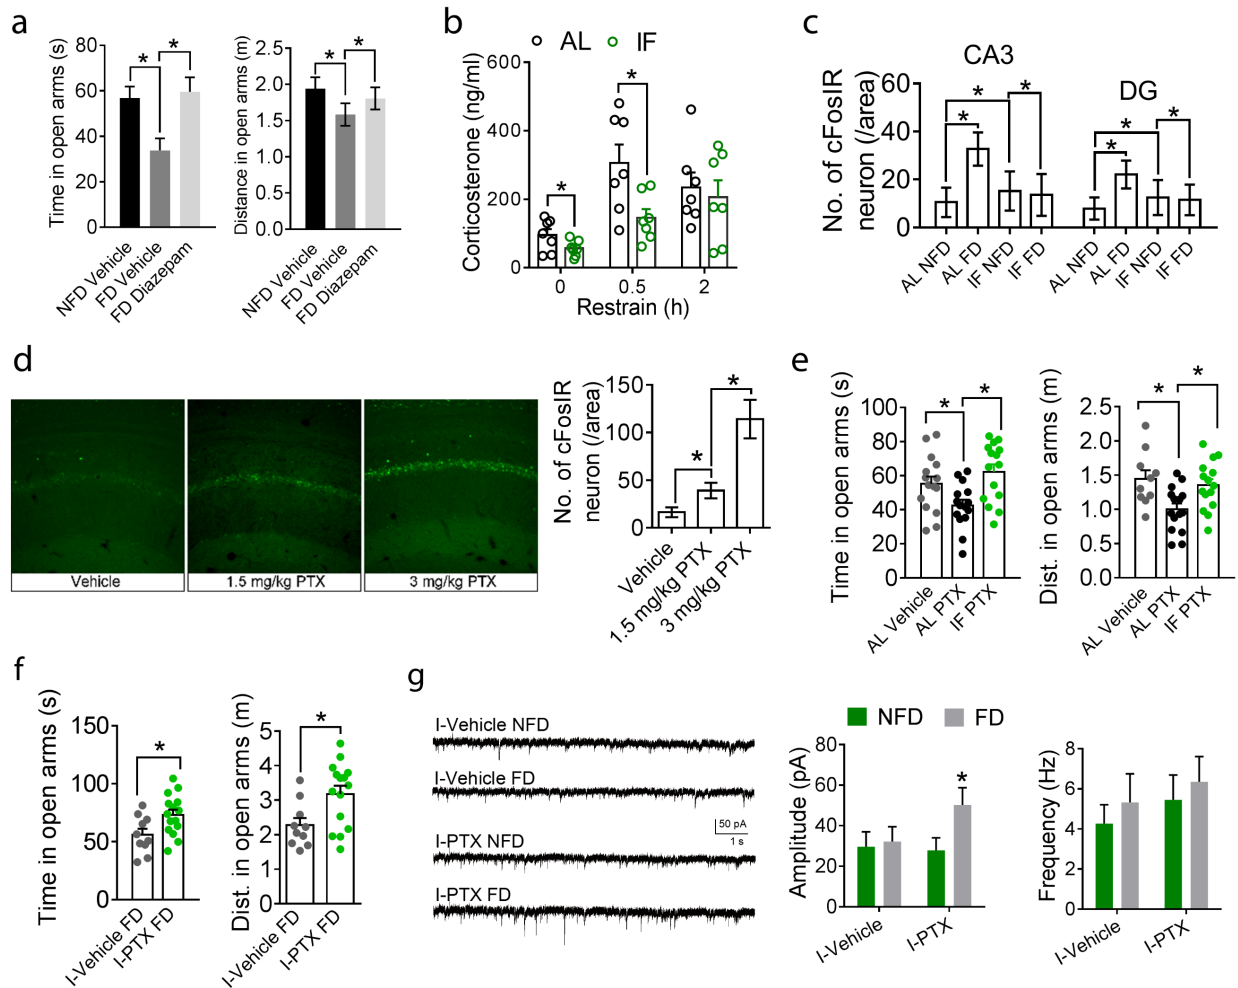 a
Time in open arms (s)
80
60
40
20
0
*
*
NFD Vehicle
FD Vehicle
FD Diazepam
Distance in open arms (m)
2.5
2.0
1.5
1.0
0.5
0.0
*
*
NFD Vehicle
FD Vehicle
FD Diazepam
b
AL IF
Corticosterone (ng/ml)
600
400
200
0
*
*
0 0.5 2
Restrain (h)
c
CA3
DG
No. of cFosIR
neuron (/area)
60
40
20
0
*
*
*
*
*
*
AL NFD
AL FD
IF NFD
IF FD
AL NFD
AL FD
IF NFD
IF FD
d
Vehicle
1.5 mg/kg PTX
3 mg/kg PTX
No. of cFosIR
neuron (/area)
150
100
50
0
*
*
Vehicle
1.5 mg/kg PTX
3 mg/kg PTX
e
Time in open arms (s)
100
80
60
40
20
0
*
*
AL Vehicle
AL PTX
IF PTX
Dist. in open arms (m)
2.5
2.0
1.5
1.0
0.5
0.0
*
*
AL Vehicle
AL PTX
IF PTX
f
Time in open arms (s)
150
100
50
0
*
I-Vehicle FD
I-PTX FD
Dist. in open arms (m)
5
4
3
2
1
0
*
I-Vehicle FD
I-PTX FD
g
I-Vehicle NFD
I-Vehicle FD
I-PTX NFD
I-PTX FD
50 pA
1 s
NFD FD
Amplitude (pA)
80
60
40
20
0
*
I-Vehicle
I-PTX
Frequency (Hz)
8
6
4
2
0
I-Vehicle
I-PTX